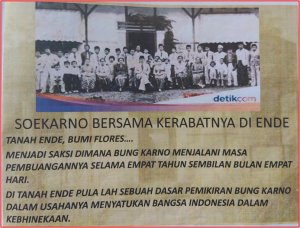 detikcom
SOEKARNO BERSAMA KERABATNYA DI ENDE
TANAH ENDE, BUMI FLORES....
MENJADI SAKSI DIMANA BUNG KARNO MENJALANI MASA
PEMBUANGANNYA SELAMA EMPAT TAHUN SEMBILAN BULAN EMPAT
HARI.
DI TANAH ENDE PULA LAH SEBUAH DASAR PEMIKIRAN BUNG KARNO
DALAM USAHANYA MENYATUKAN BANGSA INDONESIA DALAM
KEBHINEKAAN.